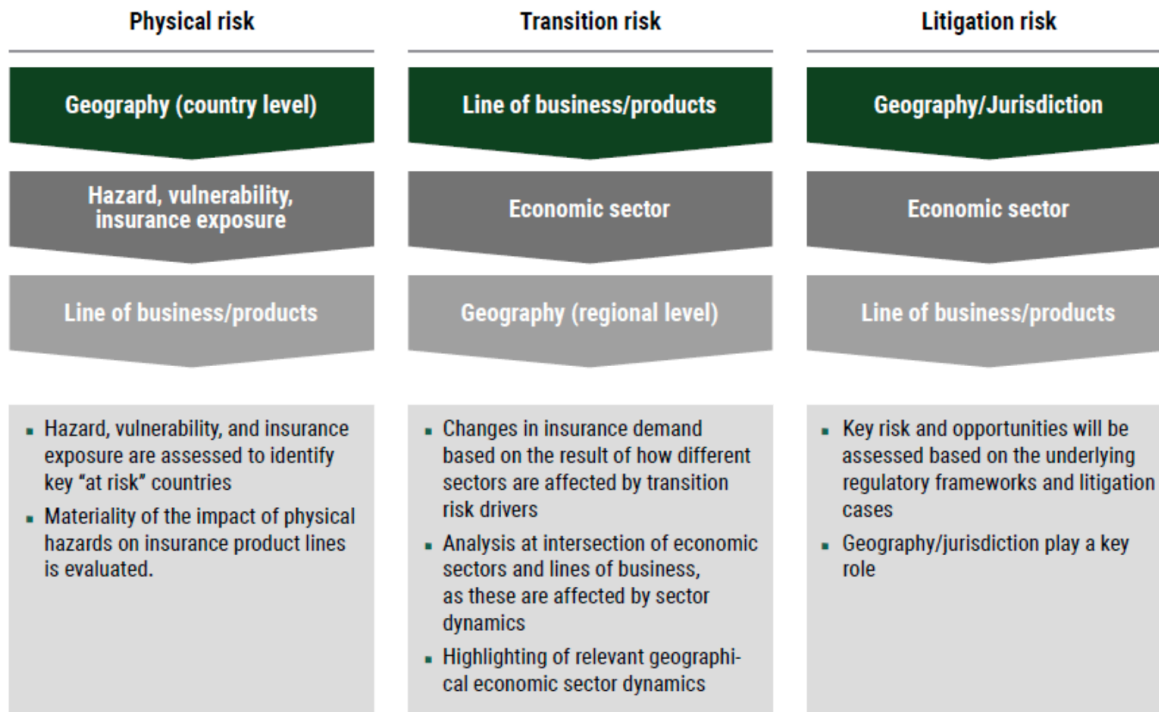 Physical risk
Geography (country level)
Hazard, vulnerability,
insurance exposure
Line of business/products
▪ Hazard, vulnerability, and insurance
exposure are assessed to identify
key “at risk” countries
▪ Materiality of the impact of physical
hazards on insurance product lines
is evaluated.
Transition risk
Line of business/products
Economic sector
Geography (regional level)
▪ Changes in insurance demand
based on the result of how different
sectors are affected by transition
risk drivers
▪ Analysis at intersection of economic
sectors and lines of business,
as these are affected by sector
dynamics
▪ Highlighting of relevant geographi-
cal economic sector dynamics
Litigation risk
Geography/Jurisdiction
Economic sector
Line of business/products
▪ Key risk and opportunities will be
assessed based on the underlying
regulatory frameworks and litigation
cases
▪ Geography/jurisdiction play a key
role